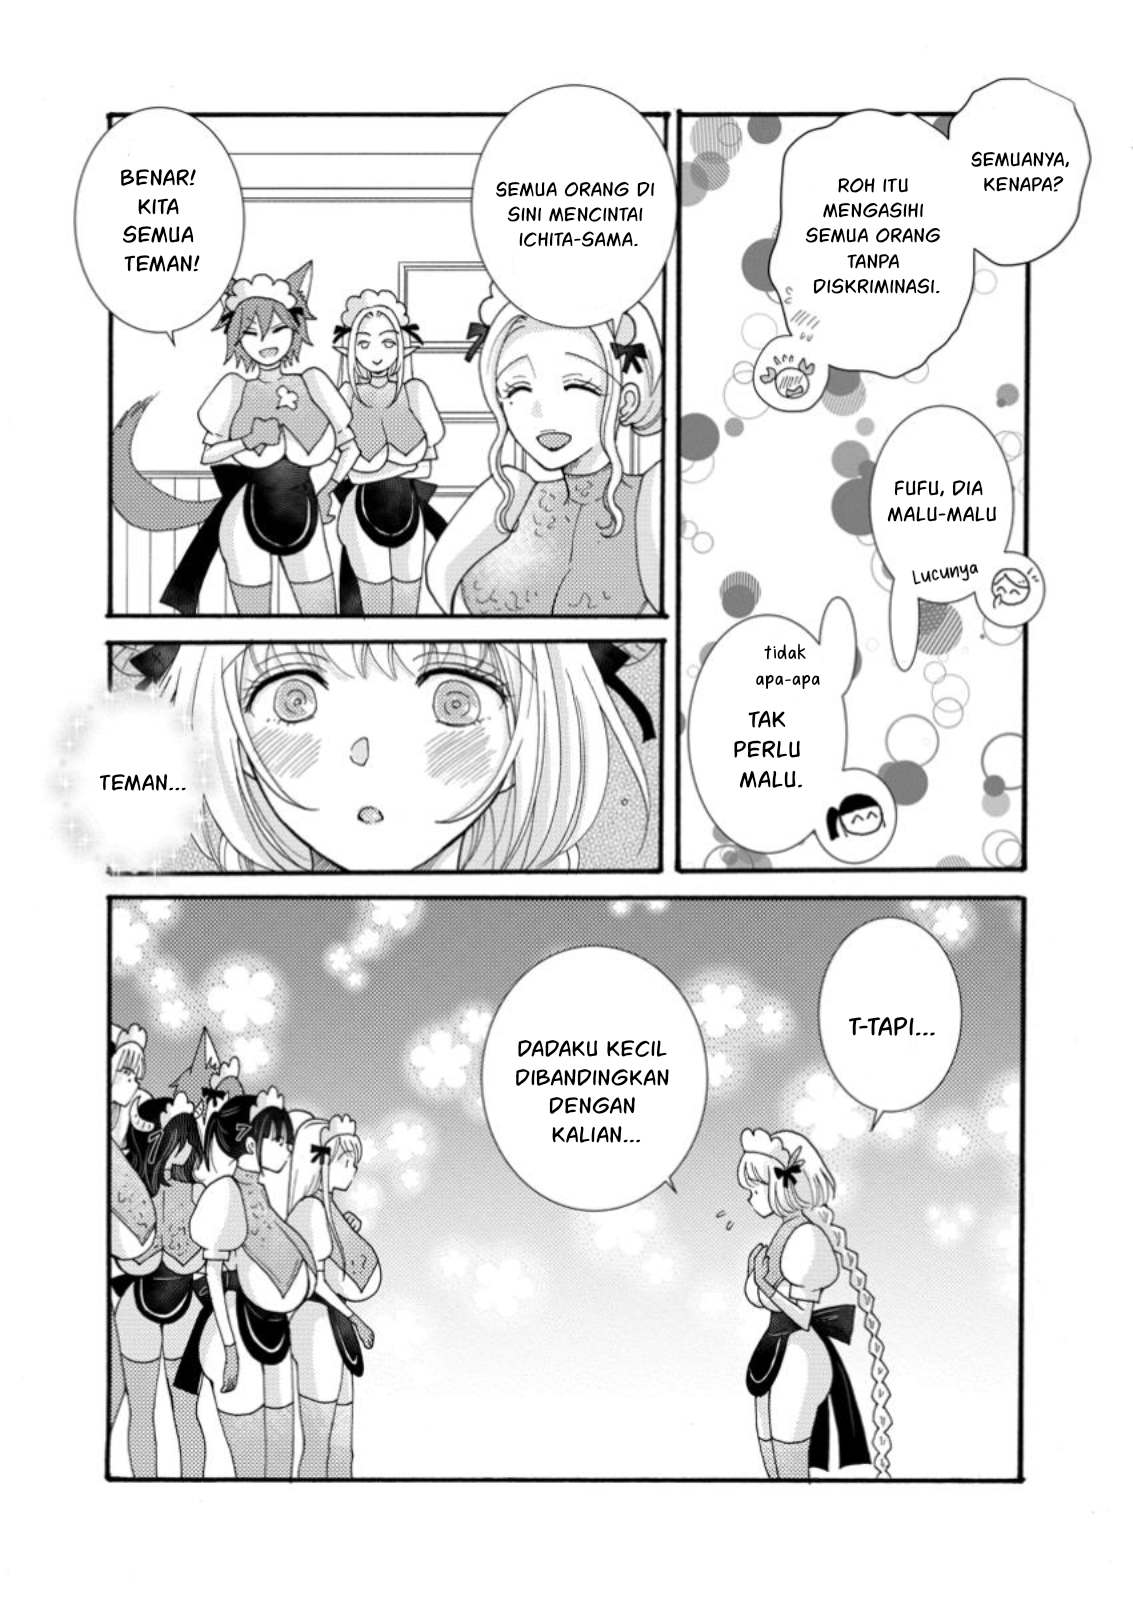 SEMUANYA,
KENAPA?
ROH ITU
MENGASIHI
SEMUA ORANG
TANPA
DISKRIMINASI.
FUFU, DIA
MALU-MALU
Lucunya
tidak
apa-apa
TAK
PERLU
MALU.
SEMUA ORANG DI
SINI MENCINTAI
ICHITA-SAMA.
BENAR!
KITA
SEMUA
TEMAN!
TEMAN...
T-TAPI...
DADAKU KECIL
DIBANDINGKAN
DENGAN
KALIAN...